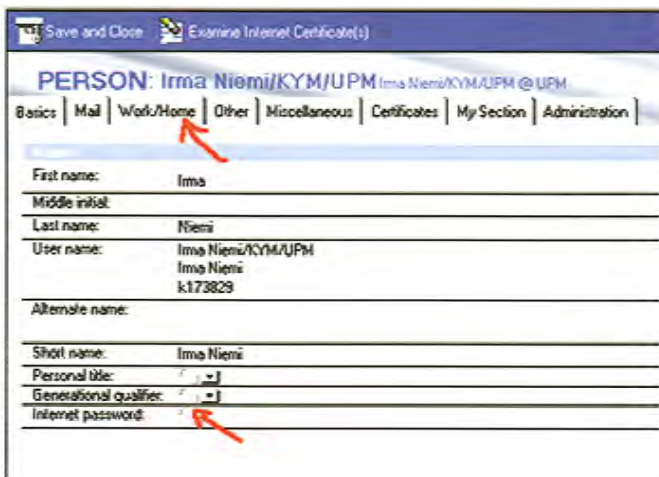 Save and Close Examine Internet Certificate(s)
PERSON: Irma Niemi/KYM/UPM Irma Niemi/KYM/UPM @ UPM
Basics | Mail | Work/Home | Other | Miscellaneous | Certificates | My Section | Administration |
First name: Irma
Middle initial:
Last name: Niemi
User name: Irma Niemi/KYM/UPM
Irma Niemi
k173829
Alternate name:
Short name: Irma Niemi
Personal title:
Generational qualifier:
Internet password: